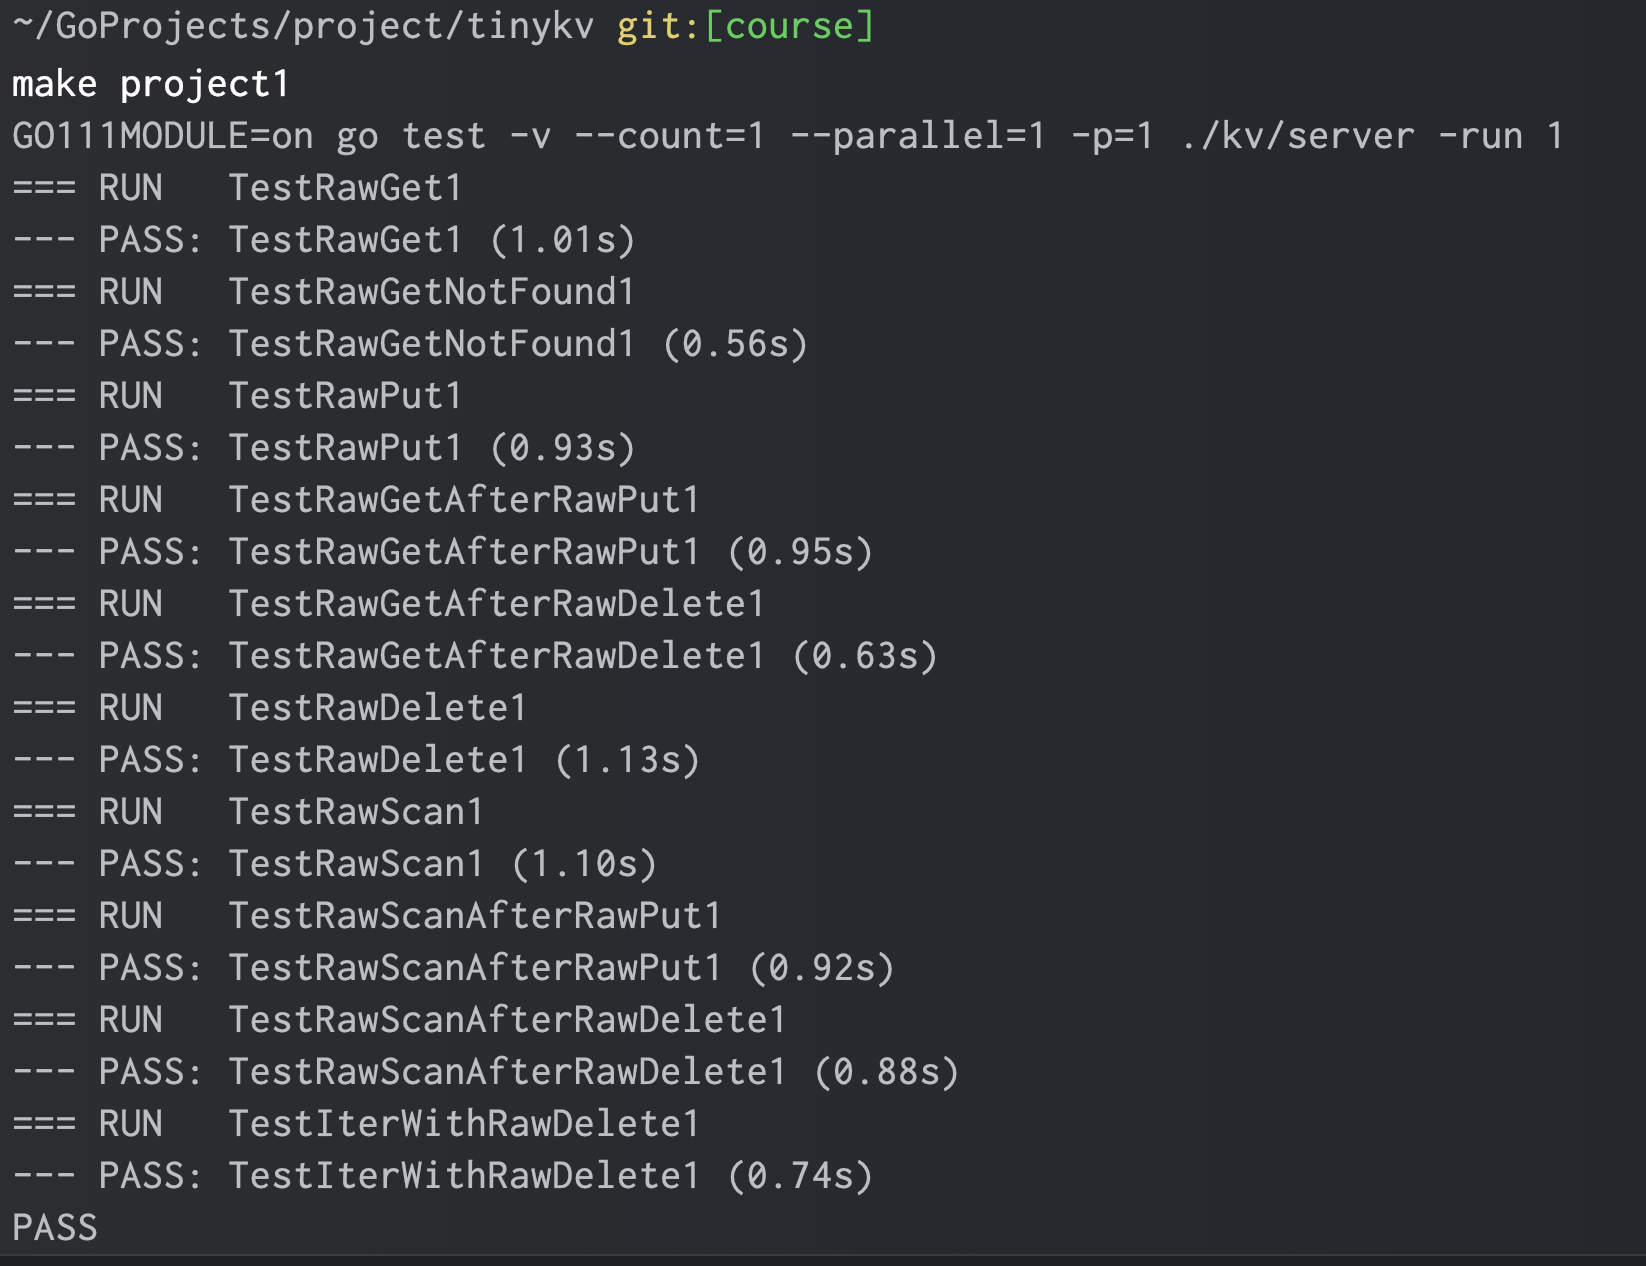 ~/GoProjects/project/tinykv git:[course]
make project1
GO111MODULE=on go test -v --count=1 --parallel=1 -p=1 ./kv/server -run 1
=== RUN   TestRawGet1
--- PASS: TestRawGet1 (1.01s)
=== RUN   TestRawGetNotFound1
--- PASS: TestRawGetNotFound1 (0.56s)
=== RUN   TestRawPut1
--- PASS: TestRawPut1 (0.93s)
=== RUN   TestRawGetAfterRawPut1
--- PASS: TestRawGetAfterRawPut1 (0.95s)
=== RUN   TestRawGetAfterRawDelete1
--- PASS: TestRawGetAfterRawDelete1 (0.63s)
=== RUN   TestRawDelete1
--- PASS: TestRawDelete1 (1.13s)
=== RUN   TestRawScan1
--- PASS: TestRawScan1 (1.10s)
=== RUN   TestRawScanAfterRawPut1
--- PASS: TestRawScanAfterRawPut1 (0.92s)
=== RUN   TestRawScanAfterRawDelete1
--- PASS: TestRawScanAfterRawDelete1 (0.88s)
=== RUN   TestIterWithRawDelete1
--- PASS: TestIterWithRawDelete1 (0.74s)
PASS